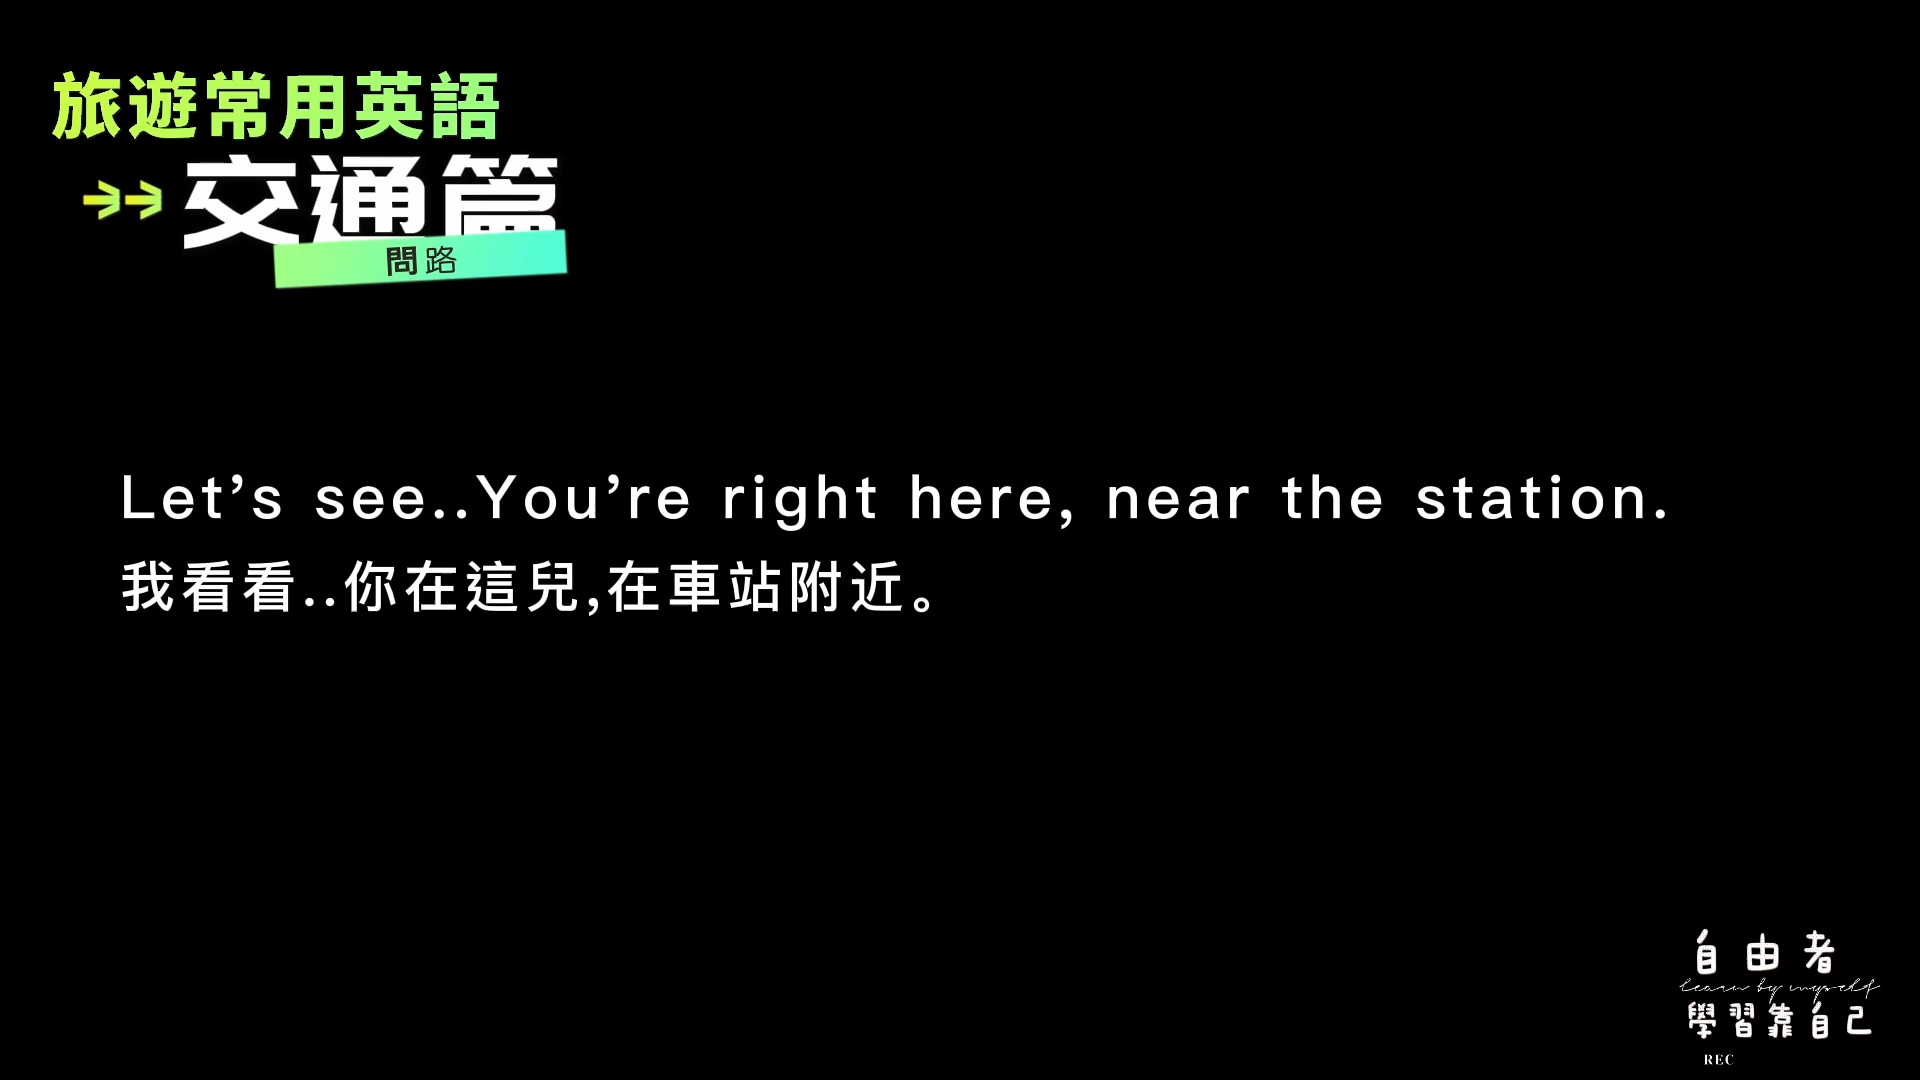 旅遊常用英語
交通篇
問路
Let’s see..You’re right here, near the station.
我看看..你在這兒,在車站附近。
自由者
learn by myself
學習靠自己
REC